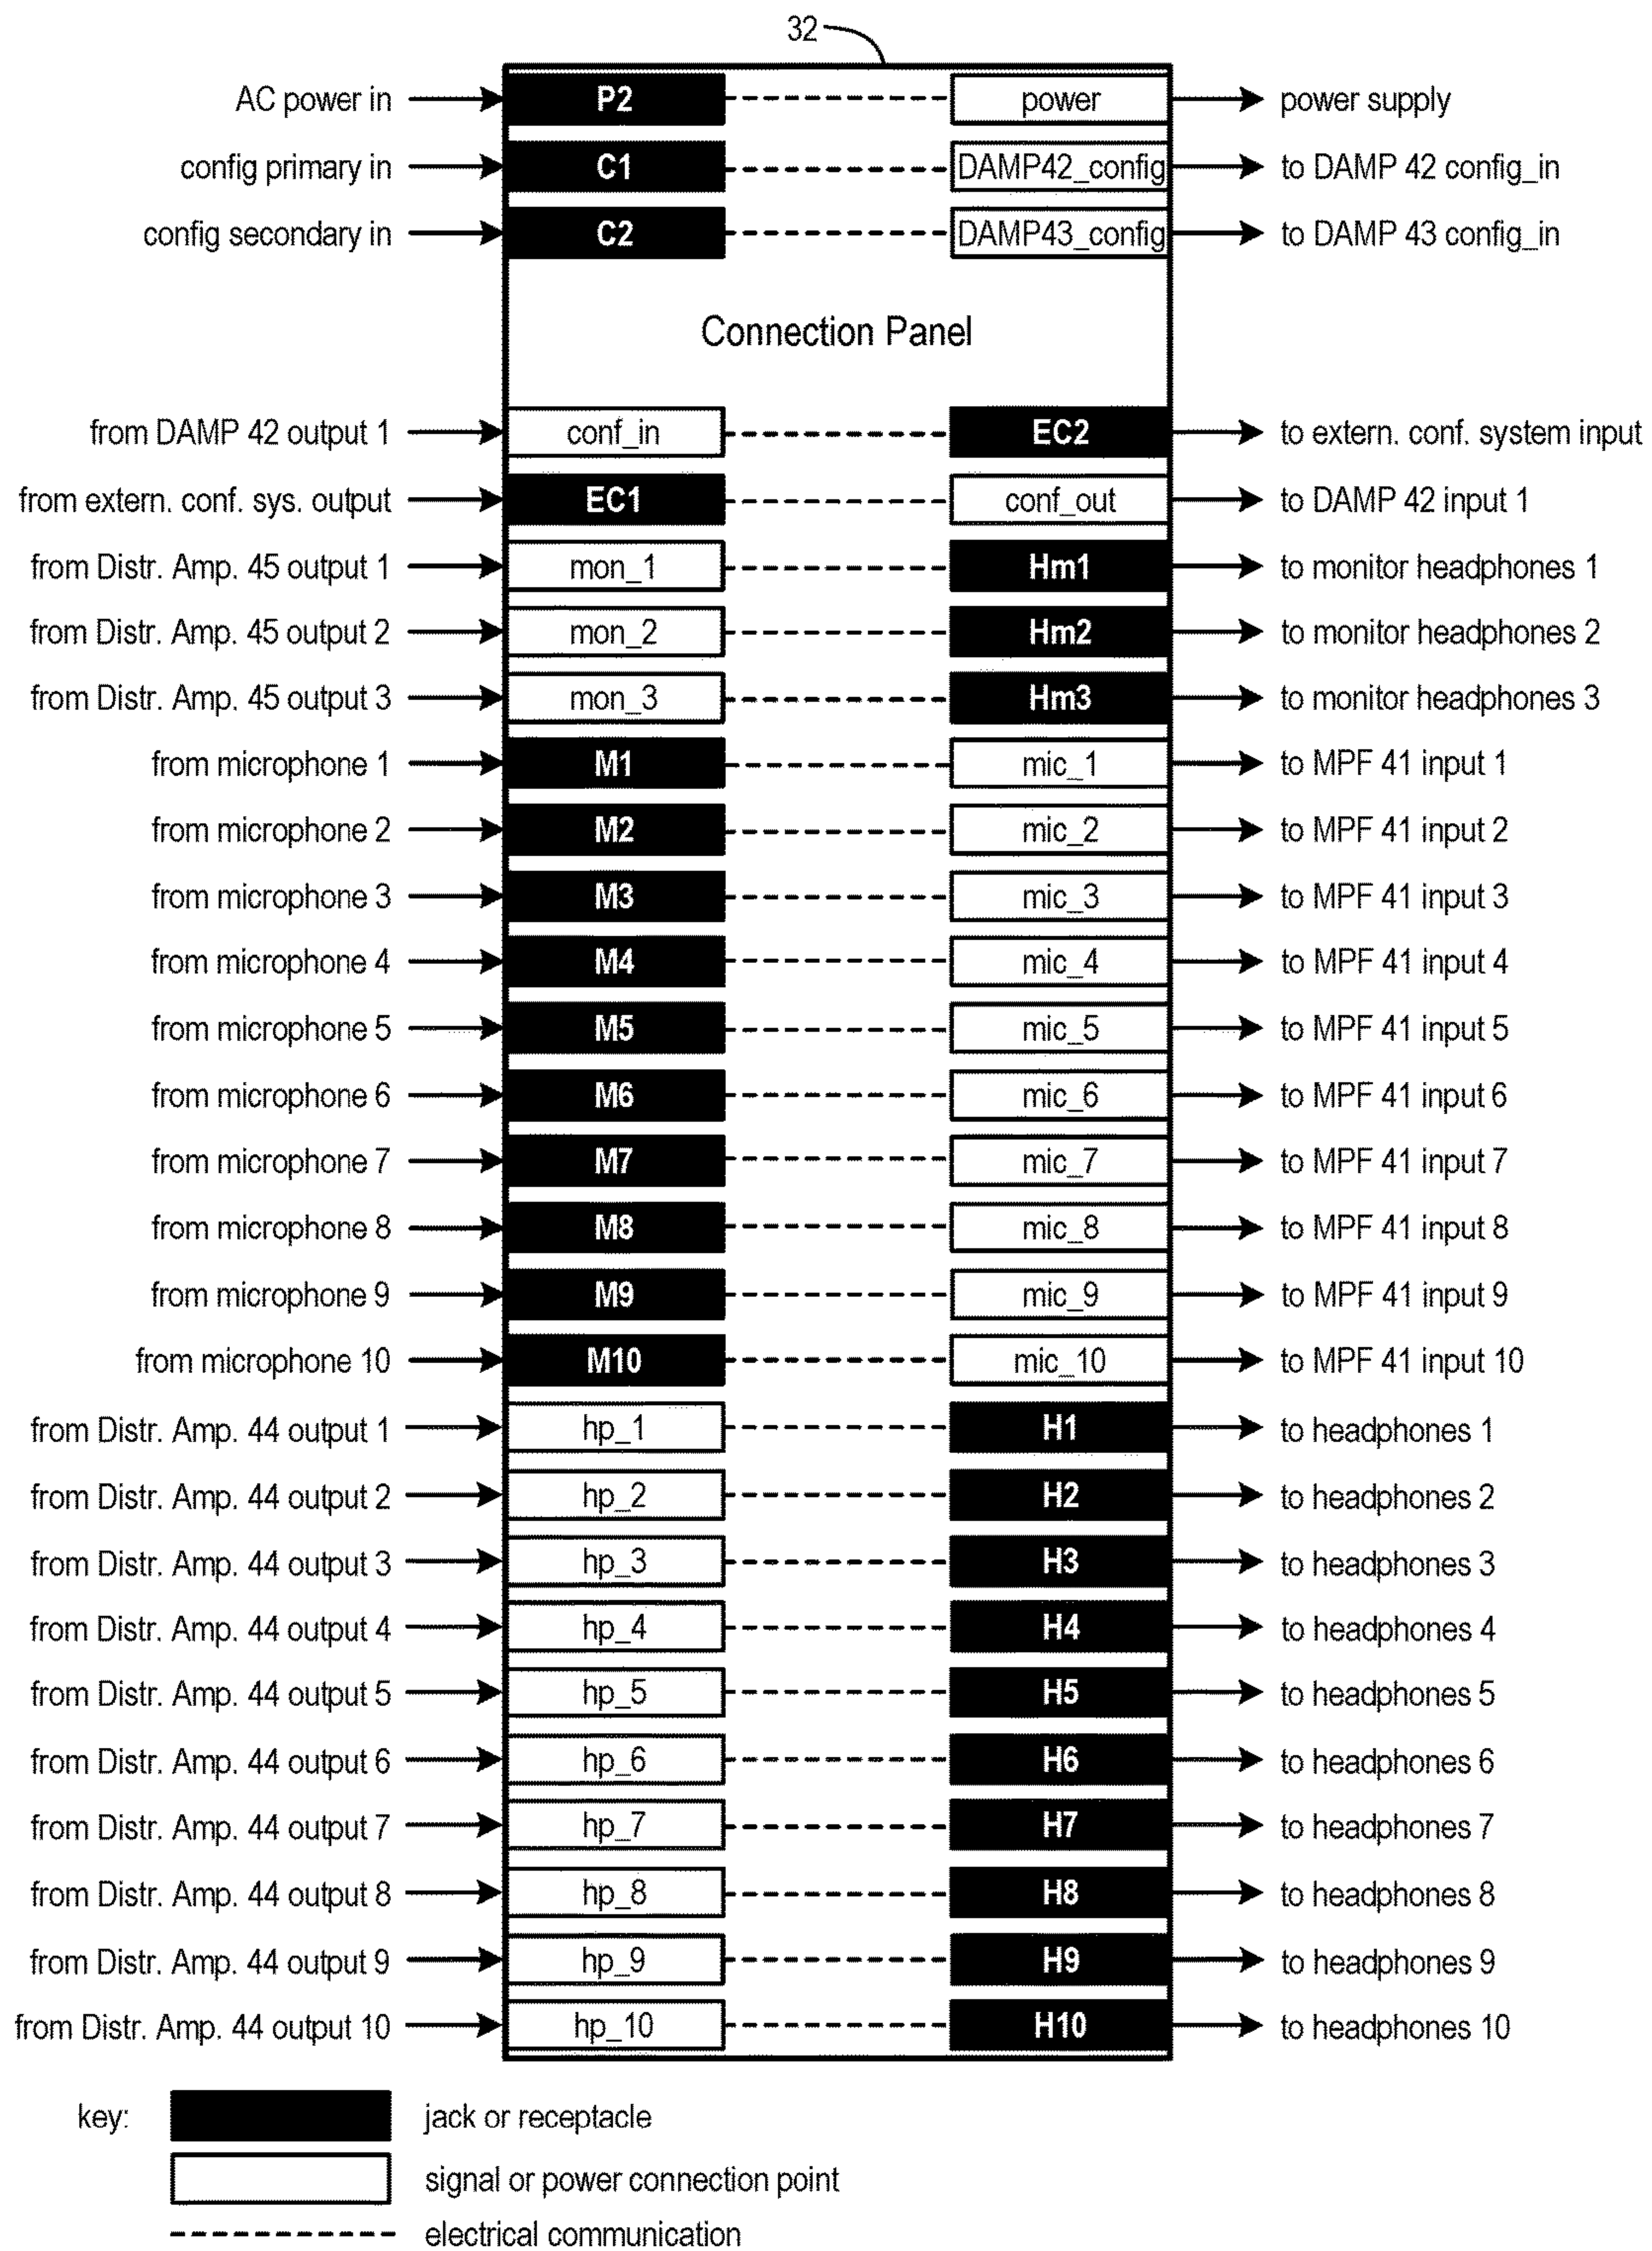 32
AC power in P2 power power supply
config primary in C1 DAMP42_config to DAMP 42 config_in
config secondary in C2 DAMP43_config to DAMP 43 config_in
Connection Panel
from DAMP 42 output 1 conf_in EC2 to extern. conf. system input
from extern. conf. sys. output EC1 conf_out to DAMP 42 input 1
from Distr. Amp. 45 output 1 mon_1 Hm1 to monitor headphones 1
from Distr. Amp. 45 output 2 mon_2 Hm2 to monitor headphones 2
from Distr. Amp. 45 output 3 mon_3 Hm3 to monitor headphones 3
from microphone 1 M1 mic_1 to MPF 41 input 1
from microphone 2 M2 mic_2 to MPF 41 input 2
from microphone 3 M3 mic_3 to MPF 41 input 3
from microphone 4 M4 mic_4 to MPF 41 input 4
from microphone 5 M5 mic_5 to MPF 41 input 5
from microphone 6 M6 mic_6 to MPF 41 input 6
from microphone 7 M7 mic_7 to MPF 41 input 7
from microphone 8 M8 mic_8 to MPF 41 input 8
from microphone 9 M9 mic_9 to MPF 41 input 9
from microphone 10 M10 mic_10 to MPF 41 input 10
from Distr. Amp. 44 output 1 hp_1 H1 to headphones 1
from Distr. Amp. 44 output 2 hp_2 H2 to headphones 2
from Distr. Amp. 44 output 3 hp_3 H3 to headphones 3
from Distr. Amp. 44 output 4 hp_4 H4 to headphones 4
from Distr. Amp. 44 output 5 hp_5 H5 to headphones 5
from Distr. Amp. 44 output 6 hp_6 H6 to headphones 6
from Distr. Amp. 44 output 7 hp_7 H7 to headphones 7
from Distr. Amp. 44 output 8 hp_8 H8 to headphones 8
from Distr. Amp. 44 output 9 hp_9 H9 to headphones 9
from Distr. Amp. 44 output 10 hp_10 H10 to headphones 10
key: jack or receptacle
signal or power connection point
electrical communication